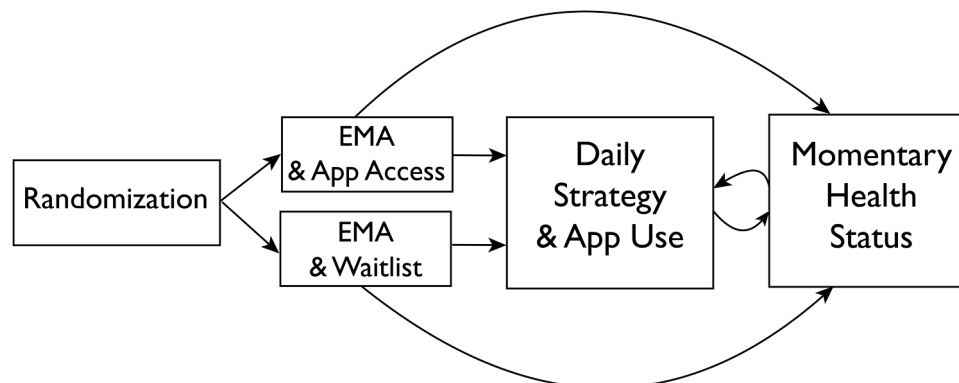 Randomization
EMA
& App Access
EMA
& Waitlist
Daily
Strategy
& App Use
Momentary
Health
Status